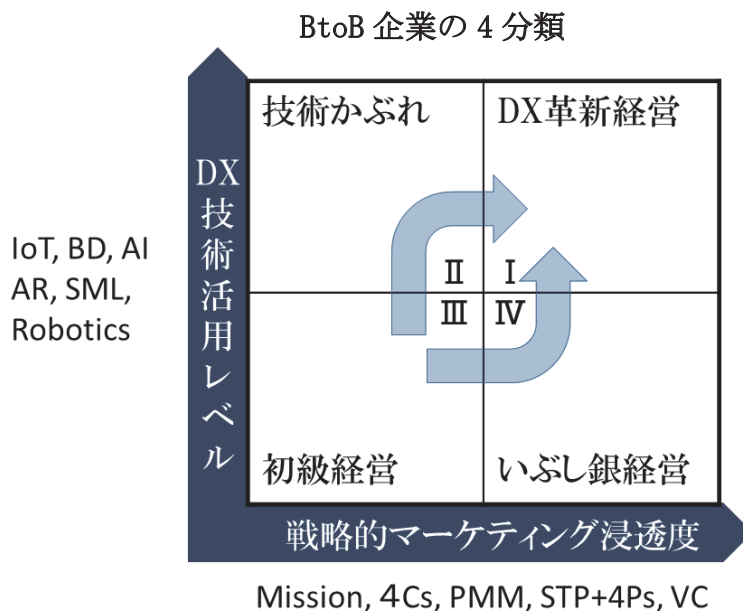 BtoB 企業の 4 分類
技術かぶれ
DX革新経営
DX技術活用レベル
IoT, BD, AI
AR, SML,
Robotics
Ⅱ Ⅰ
Ⅲ Ⅳ
初級経営
いぶし銀経営
戦略的マーケティング浸透度
Mission, 4Cs, PMM, STP+4Ps, VC